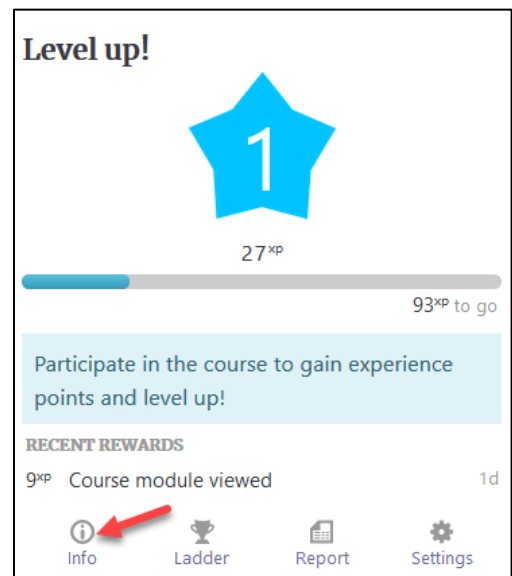 Level up!
1
27xp
93xp to go
Participate in the course to gain experience
points and level up!
RECENT REWARDS
9xp Course module viewed 1d
Info Ladder Report Settings